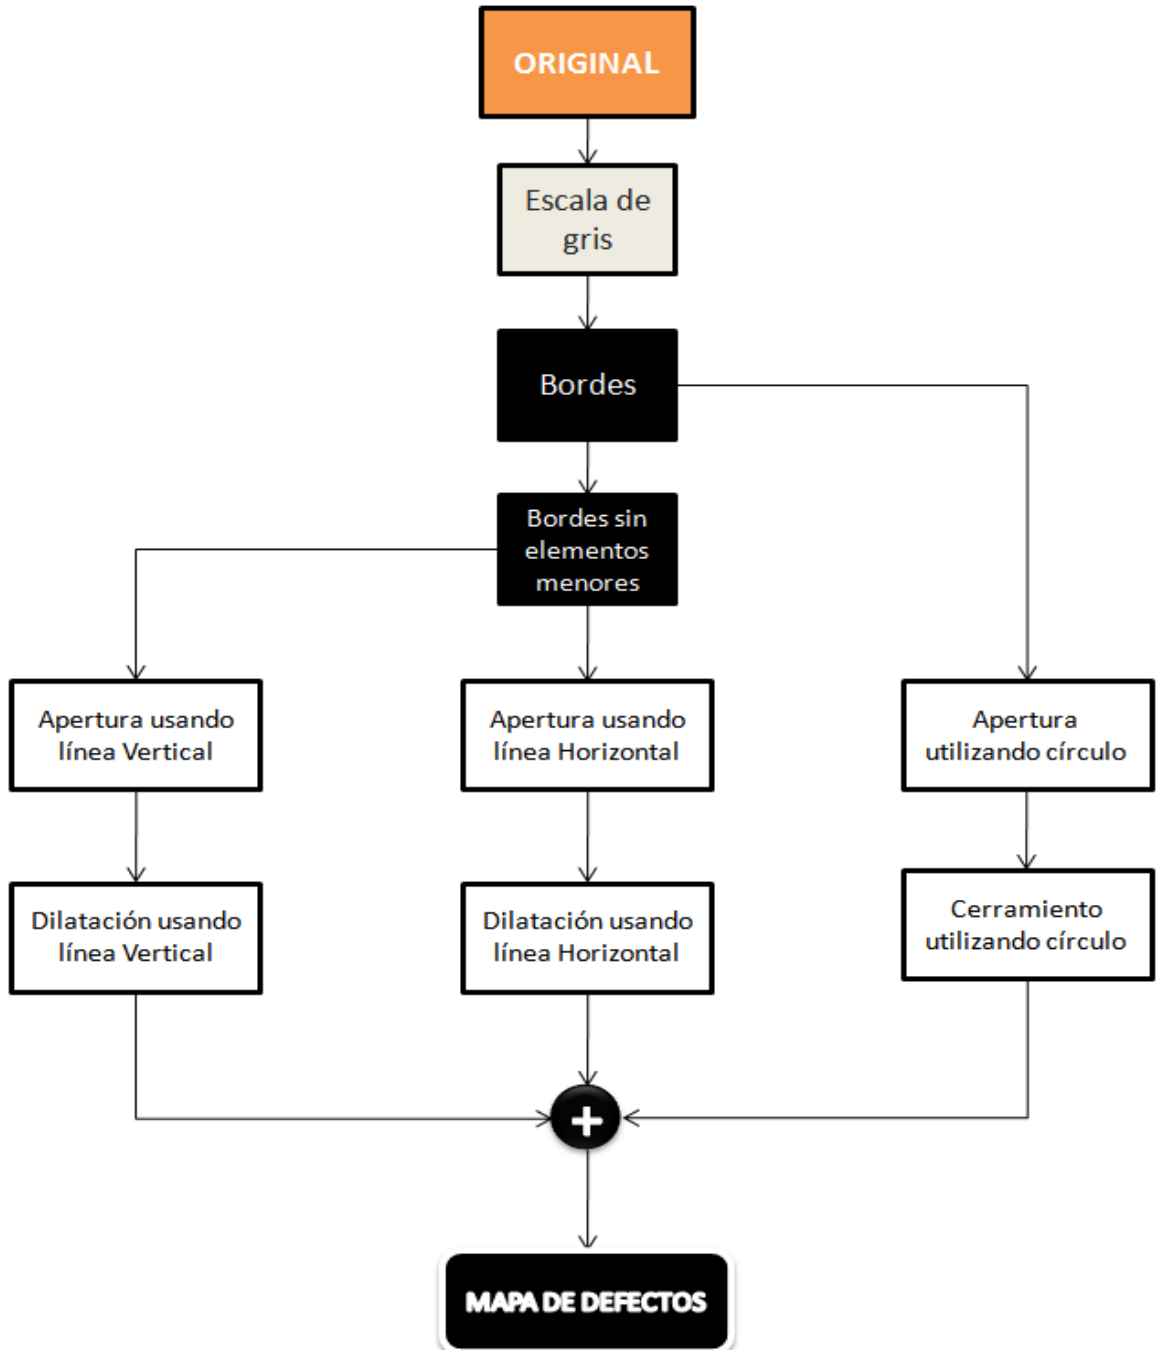 ORIGINAL
Escala de
gris
Bordes
Bordes sin
elementos
menores
Apertura usando
línea Vertical
Apertura usando
línea Horizontal
Apertura
utilizando círculo
Dilatación usando
línea Vertical
Dilatación usando
línea Horizontal
Cerramiento
utilizando círculo
+
MAPA DE DEFECTOS